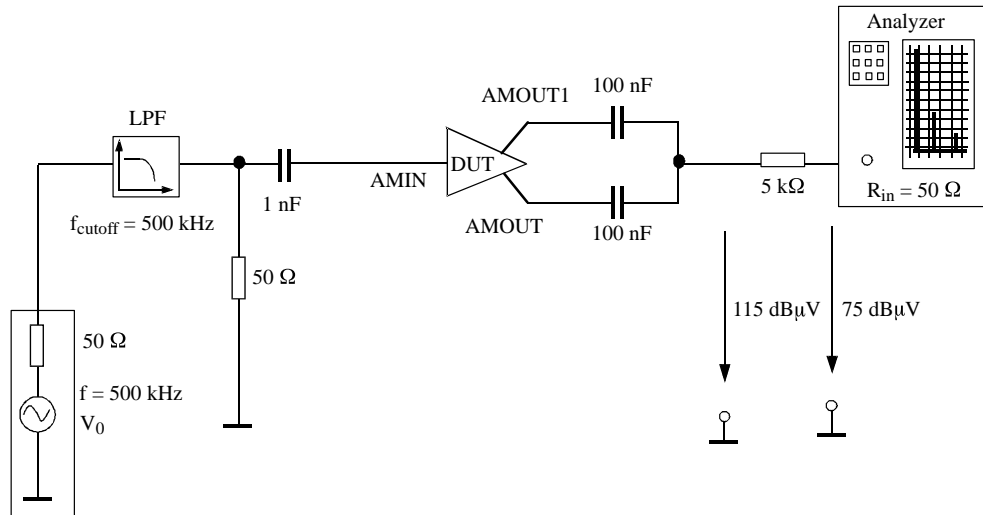 Analyzer
100 nF
AMOUT1
LPF
DUT
AMIN
1 nF
5 kΩ
R_in = 50 Ω
f_cutoff = 500 kHz
AMOUT
100 nF
50 Ω
115 dBµV
75 dBµV
50 Ω
f = 500 kHz
V_0